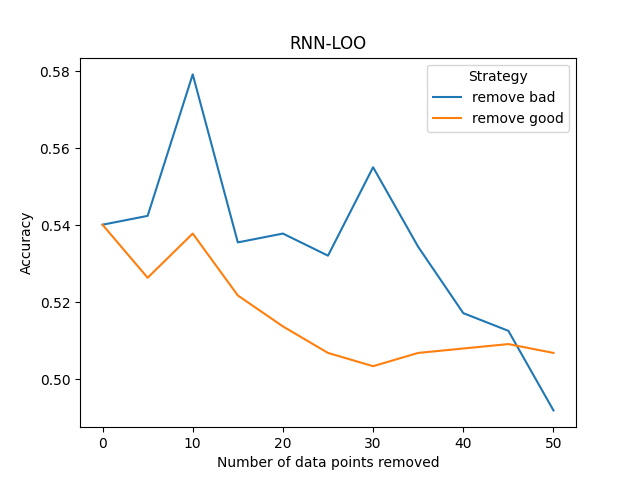 RNN-LOO
Strategy
remove bad
remove good
0.58
0.56
0.54
0.52
0.50
Accuracy
0 10 20 30 40 50
Number of data points removed